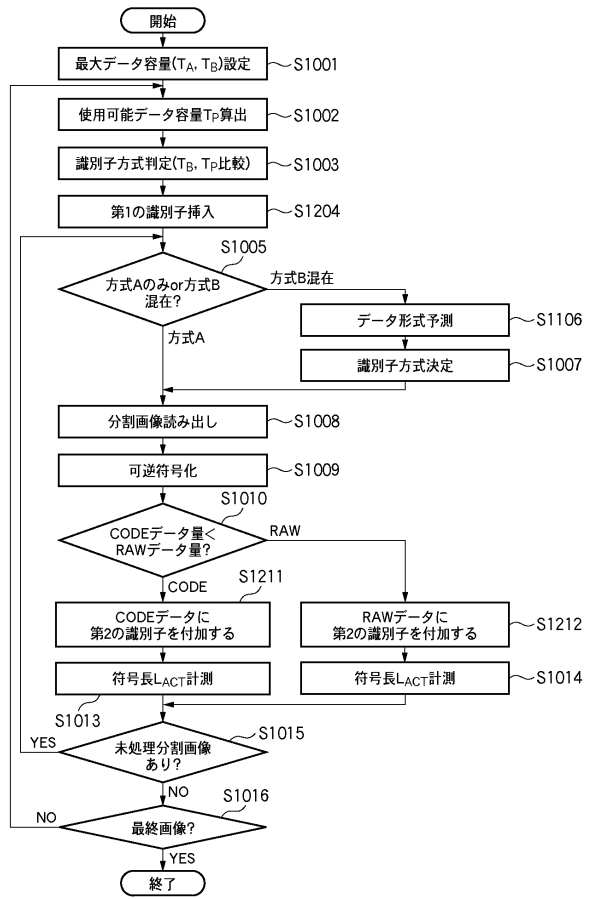 開始
最大データ容量(TA, TB)設定
S1001
使用可能データ容量TP算出
S1002
識別子方式判定(TB, TP比較)
S1003
第1の識別子挿入
S1204
S1005
方式Aのみor方式B
混在?
方式B混在
方式A
データ形式予測
S1106
識別子方式決定
S1007
分割画像読み出し
S1008
可逆符号化
S1009
S1010
CODEデータ量<
RAWデータ量?
RAW
CODE
S1211
CODEデータに
第2の識別子を付加する
RAWデータに
第2の識別子を付加する
S1212
符号長LACT計測
S1013
符号長LACT計測
S1014
S1015
未処理分割画像
あり?
YES
NO
S1016
最終画像?
NO
YES
終了